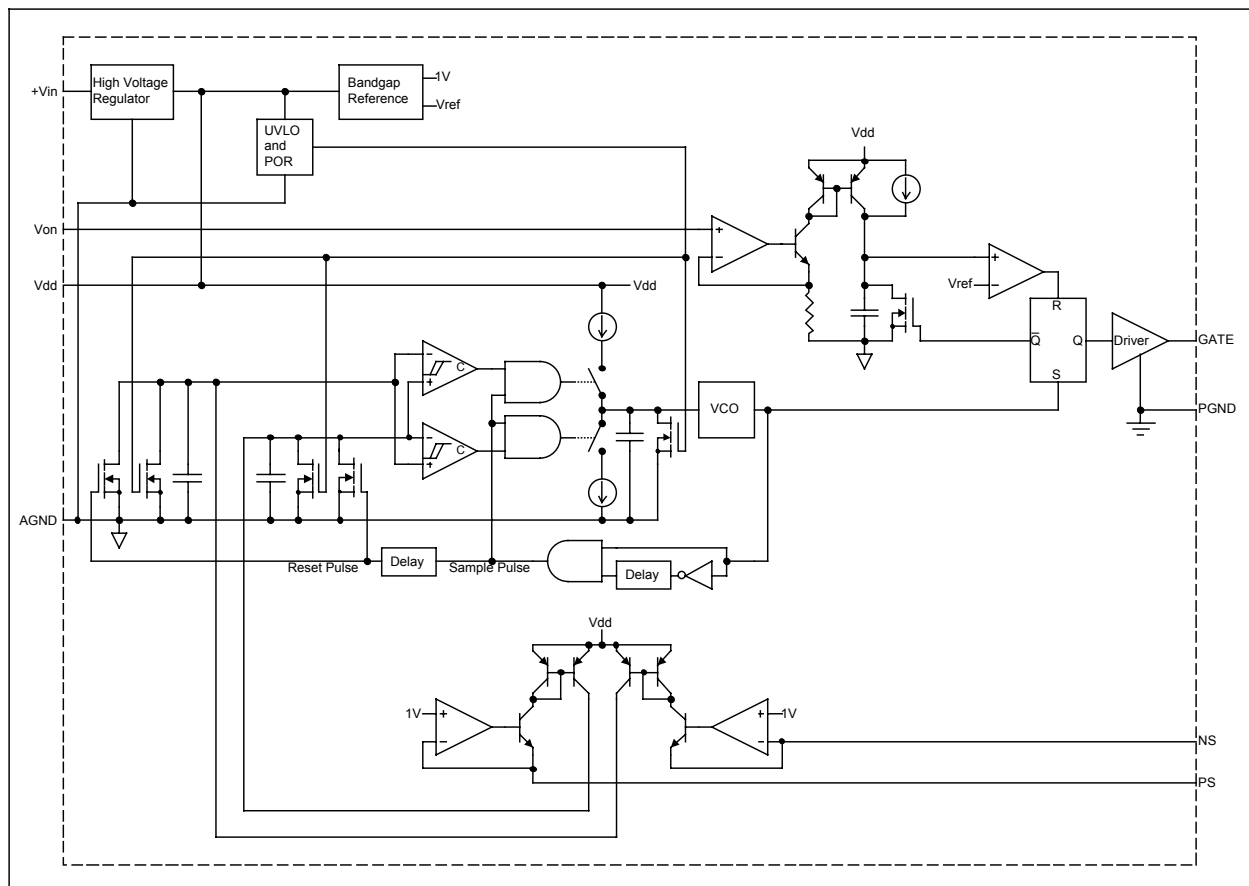 +Vin
High Voltage
Regulator
Bandgap
Reference
1V
Vref
UVLO
and
POR
Vdd
Von
+
-
+
-
Vref
R
Q
Q
S
Driver
GATE
PGND
Vdd
Vdd
-
+
C
-
+
C
VCO
AGND
Reset Pulse
Delay
Sample Pulse
Delay
Vdd
1V
+
-
+
-
1V
NS
PS